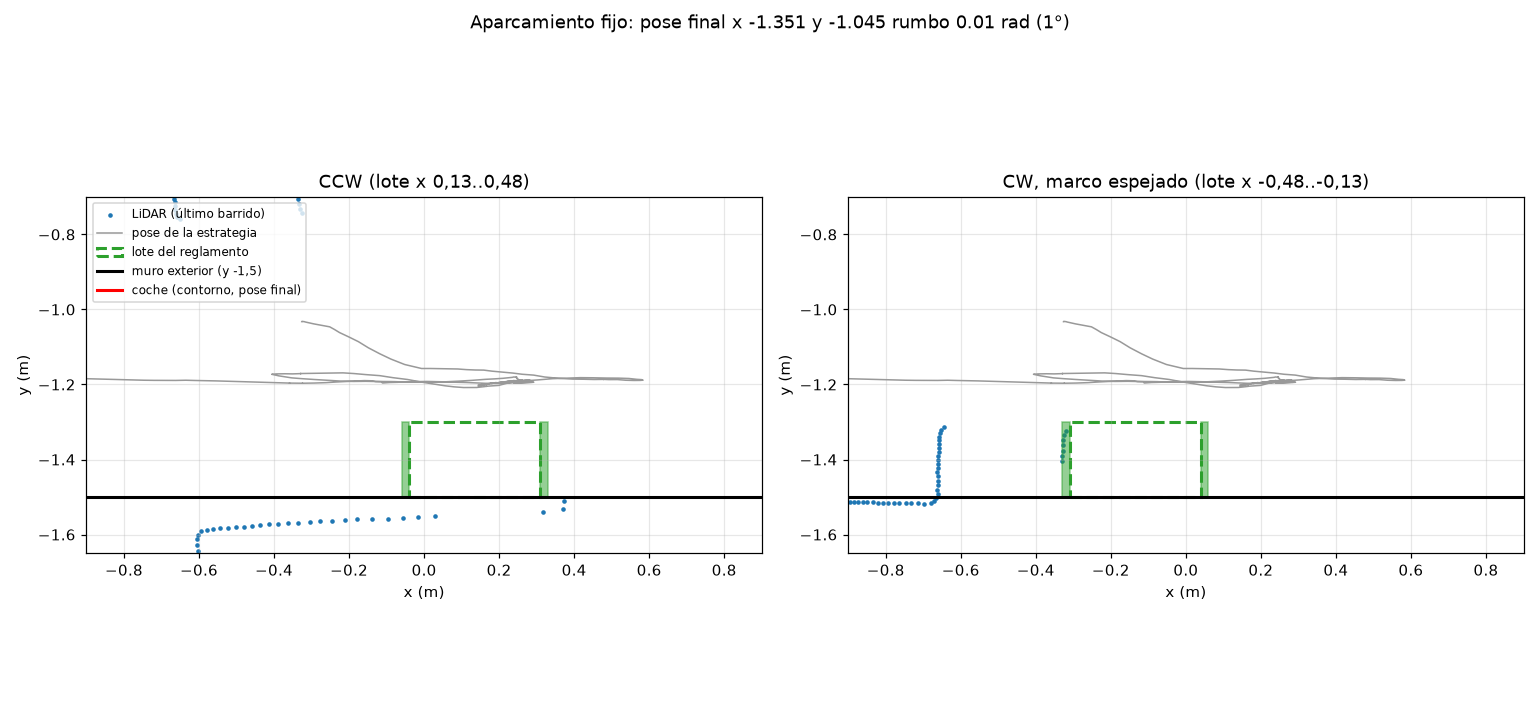 Aparcamiento fijo: pose final x -1.351 y -1.045 rumbo 0.01 rad (1°)
CCW (lote x 0,13..0,48)
LiDAR (último barrido)
pose de la estrategia
lote del reglamento
muro exterior (y -1,5)
coche (contorno, pose final)
y (m)
−0.8
−1.0
−1.2
−1.4
−1.6
−0.8 −0.6 −0.4 −0.2 0.0 0.2 0.4 0.6 0.8
x (m)
CW, marco espejado (lote x -0,48..-0,13)
y (m)
−0.8
−1.0
−1.2
−1.4
−1.6
−0.8 −0.6 −0.4 −0.2 0.0 0.2 0.4 0.6 0.8
x (m)